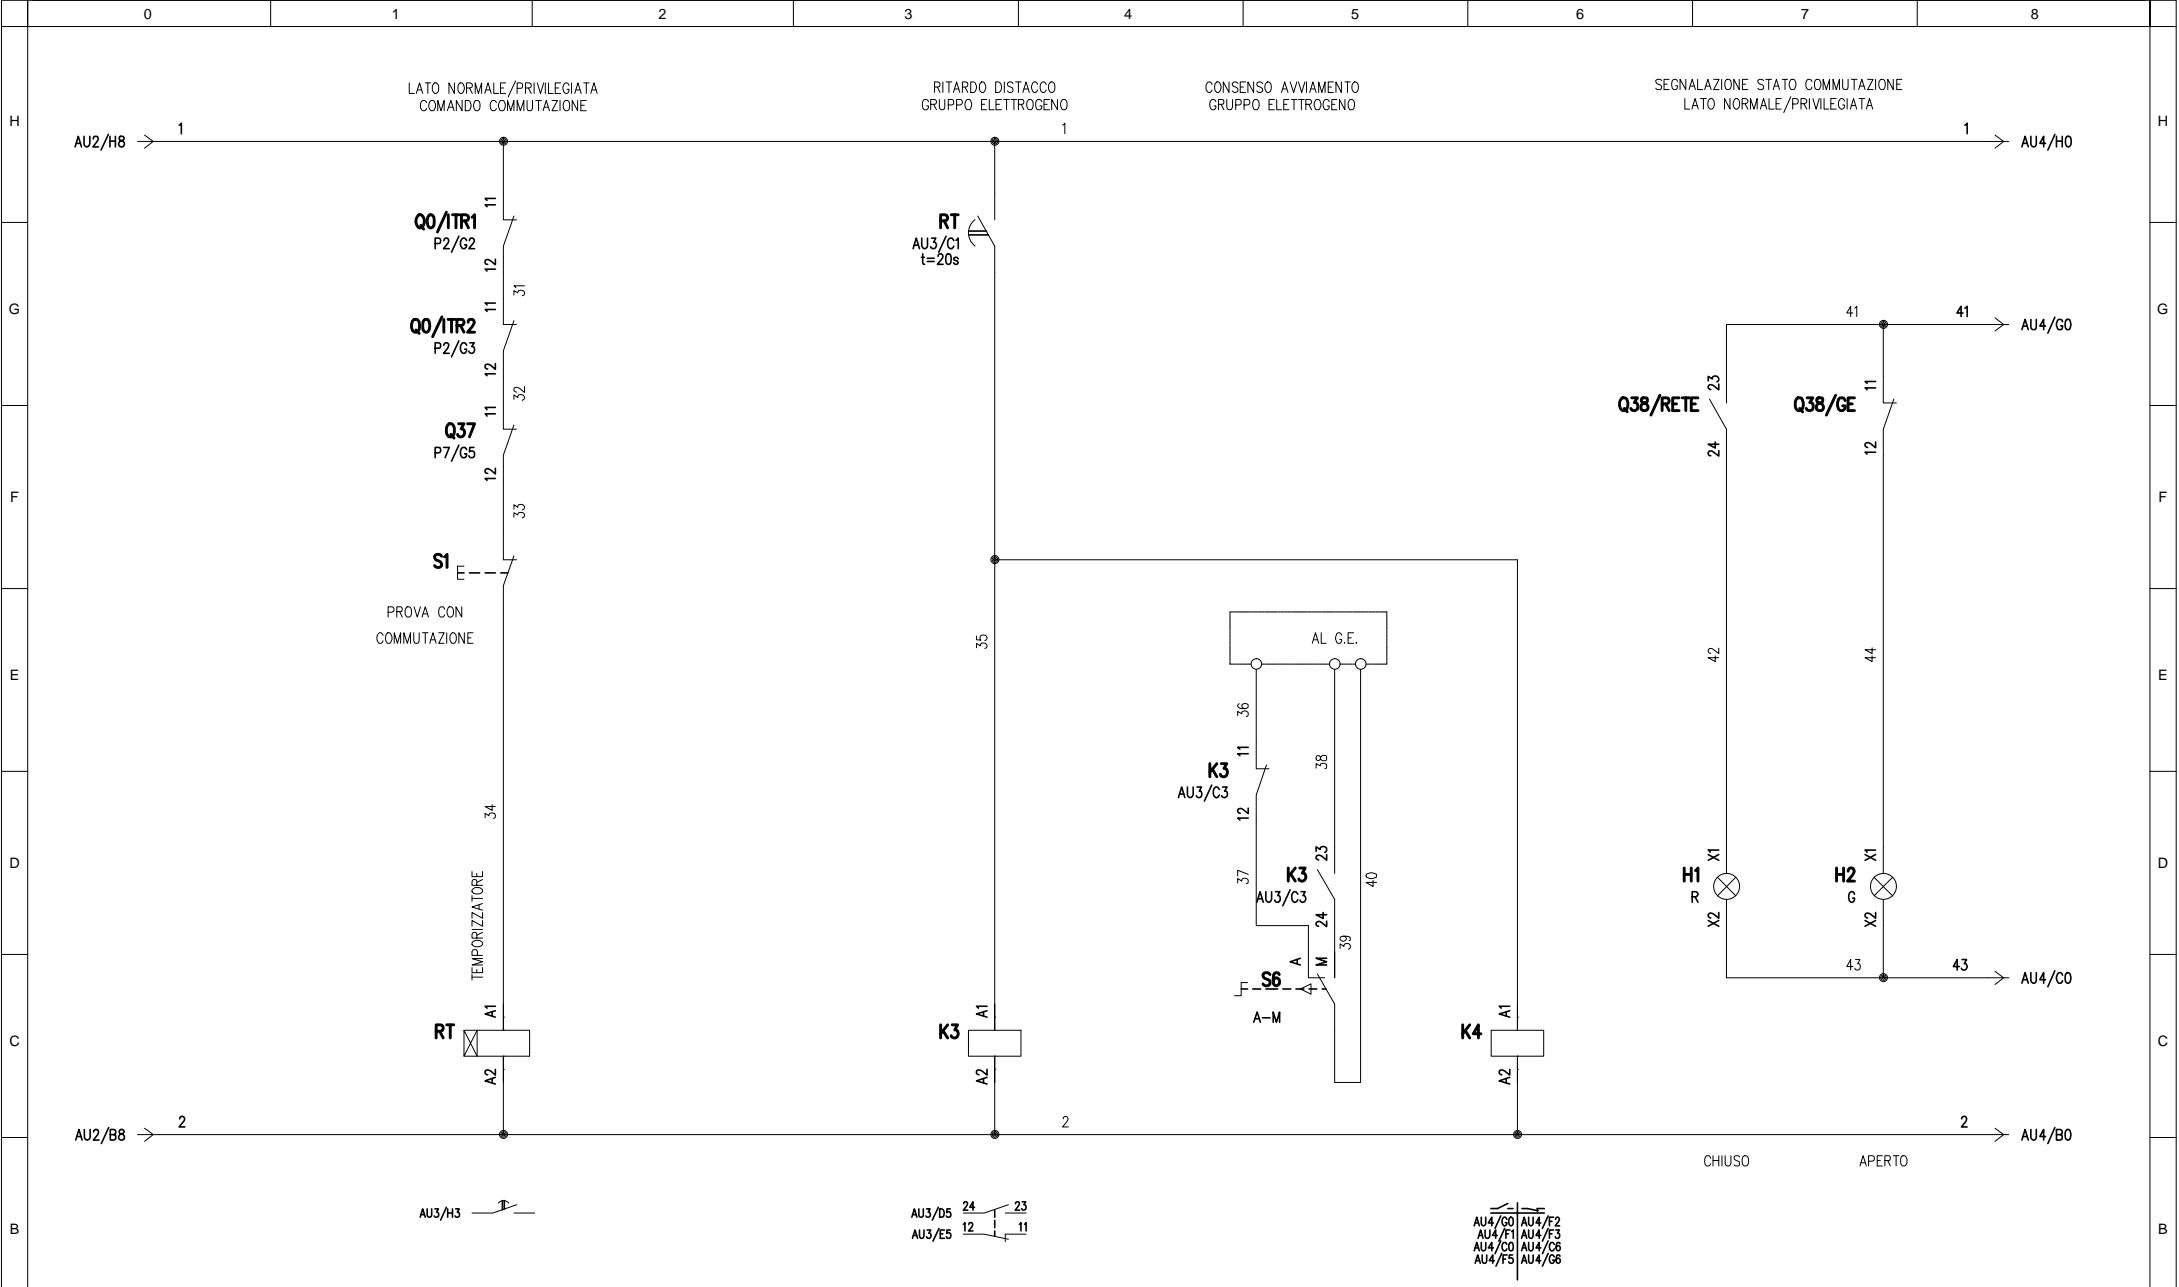 0 1 2 3 4 5 6 7 8
LATO NORMALE/PRIVILEGIATA
COMANDO COMMUTAZIONE
RITARDO DISTACCO
GRUPPO ELETTROGENO
CONSENSO AVVIAMENTO
GRUPPO ELETTROGENO
SEGNALAZIONE STATO COMMUTAZIONE
LATO NORMALE/PRIVILEGIATA
H H
AU2/H8 1 1 1 AU4/H0
11
Q0/ITR1
P2/G2
12
31
RT
AU3/C1
t=20s
G G
11
Q0/ITR2
P2/G3
12
32
41 41 AU4/G0
11
Q37
P7/G5
12
33
23
Q38/RETE
24
11
Q38/GE
12
F F
S1
PROVA CON
COMMUTAZIONE
35
AL G.E.
42
44
E E
36
11
K3
AU3/C3
12
38
34
37
23
K3
AU3/C3
24
40
39
D D
X1
H1
R
X2
X1
H2
G
X2
TEMPORIZZATORE
A M
S6
A-M
43 43 AU4/C0
C C
A1
RT
A2
A1
K3
A2
A1
K4
A2
AU2/B8 2 2 2 AU4/B0
CHIUSO APERTO
B B
AU3/H3
AU3/D5 24 23
AU3/E5 12 11
AU4/G0 AU4/F2
AU4/F1 AU4/F3
AU4/C0 AU4/C6
AU4/F5 AU4/G6